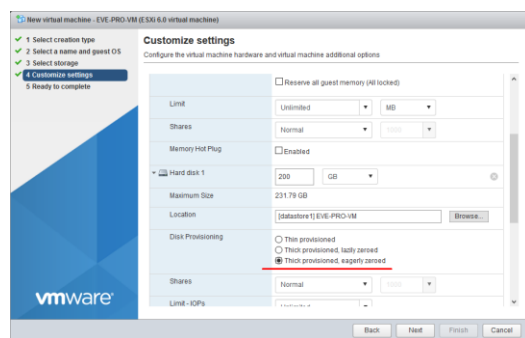 New virtual machine - EVE-PRO-VM (ESXi 6.0 virtual machine)
1 Select creation type
2 Select a name and guest OS
3 Select storage
4 Customize settings
5 Ready to complete
Customize settings
Configure the virtual machine hardware and virtual machine additional options
Reserve all guest memory (All locked)
Limit Unlimited MB
Shares Normal
Memory Hot Plug Enabled
Hard disk 1 200 GB
Maximum Size 231.79 GB
Location [datastore1] EVE-PRO-VM Browse...
Disk Provisioning
Thin provisioned
Thick provisioned, lazily zeroed
Thick provisioned, eagerly zeroed
Shares Normal
Limit - IOPs Unlimited
vmware
Back Next Finish Cancel